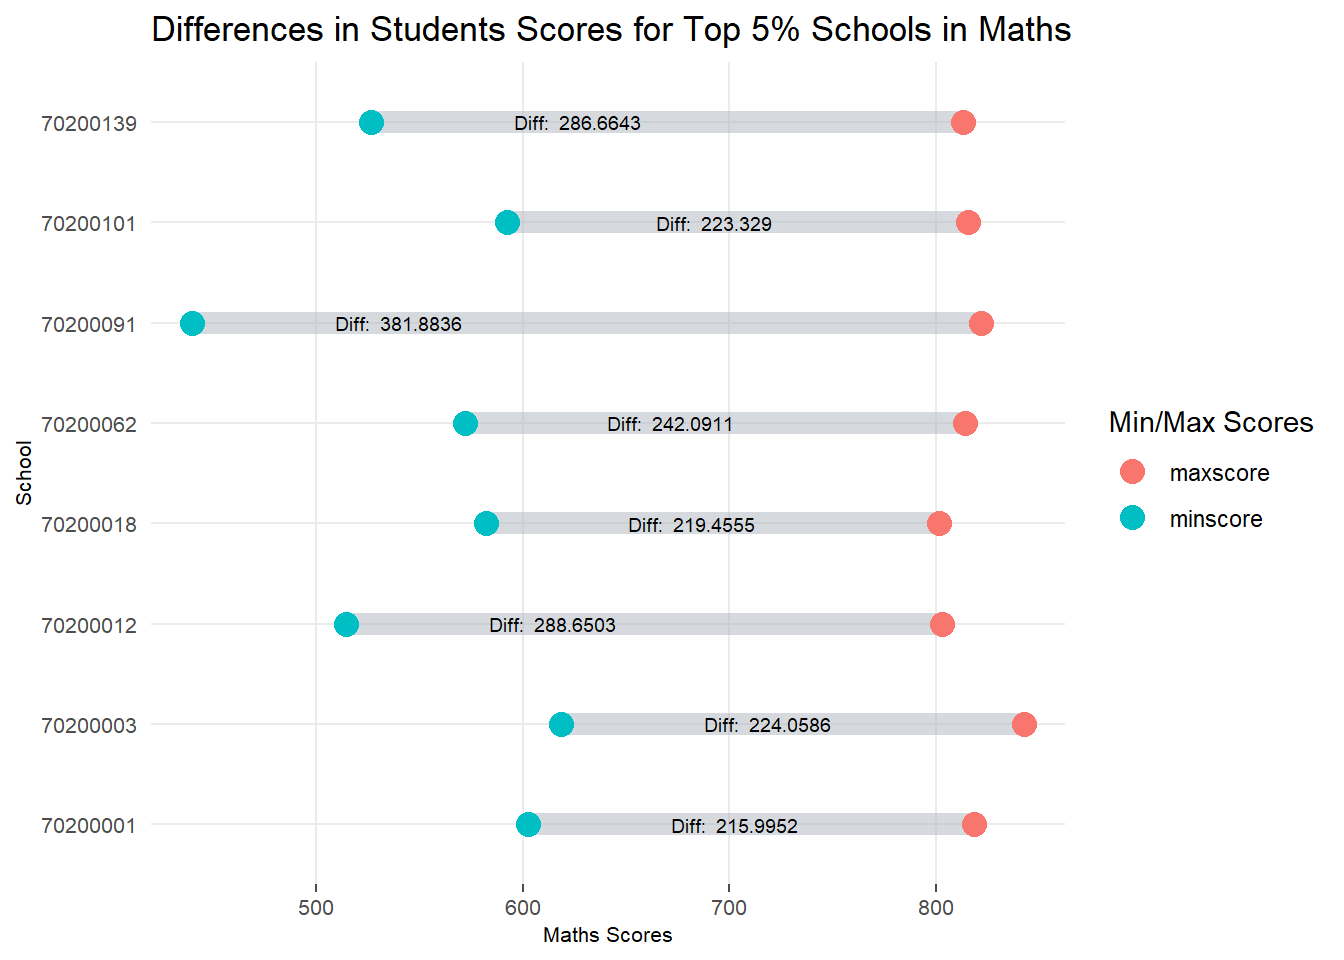 Differences in Students Scores for Top 5% Schools in Maths
70200139
Diff:  286.6643
70200101
Diff:  223.329
70200091
Diff:  381.8836
70200062
Diff:  242.0911
School
70200018
Diff:  219.4555
70200012
Diff:  288.6503
70200003
Diff:  224.0586
70200001
Diff:  215.9952
500 600 700 800
Maths Scores
Min/Max Scores
maxscore
minscore